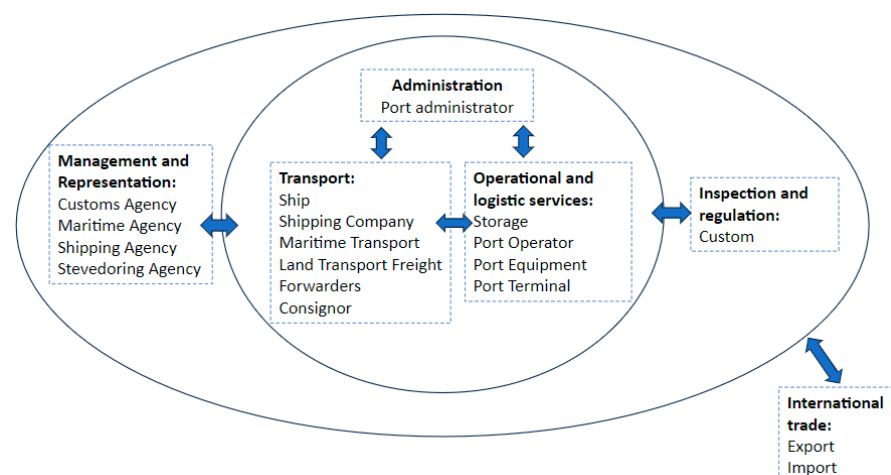 Administration
Port administrator
Management and
Representation:
Customs Agency
Maritime Agency
Shipping Agency
Stevedoring Agency
Transport:
Ship
Shipping Company
Maritime Transport
Land Transport Freight
Forwarders
Consignor
Operational and
logistic services:
Storage
Port Operator
Port Equipment
Port Terminal
Inspection and
regulation:
Custom
International
trade:
Export
Import